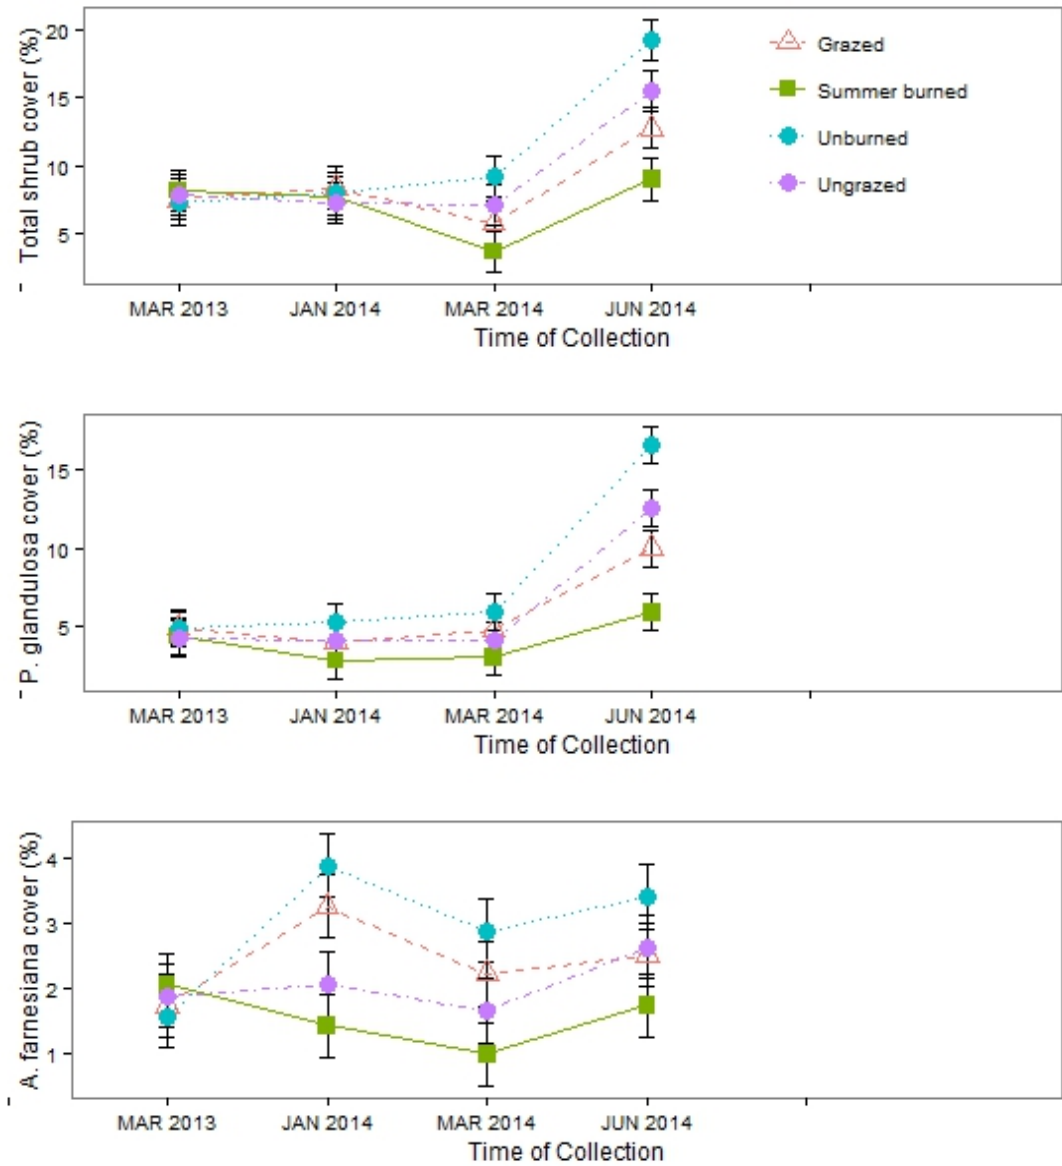 Total shrub cover (%)
20
15
10
5
Grazed
Summer burned
Unburned
Ungrazed
MAR 2013 JAN 2014 MAR 2014 JUN 2014
Time of Collection
P. glandulosa cover (%)
15
10
5
MAR 2013 JAN 2014 MAR 2014 JUN 2014
Time of Collection
A. farnesiana cover (%)
4
3
2
1
MAR 2013 JAN 2014 MAR 2014 JUN 2014
Time of Collection